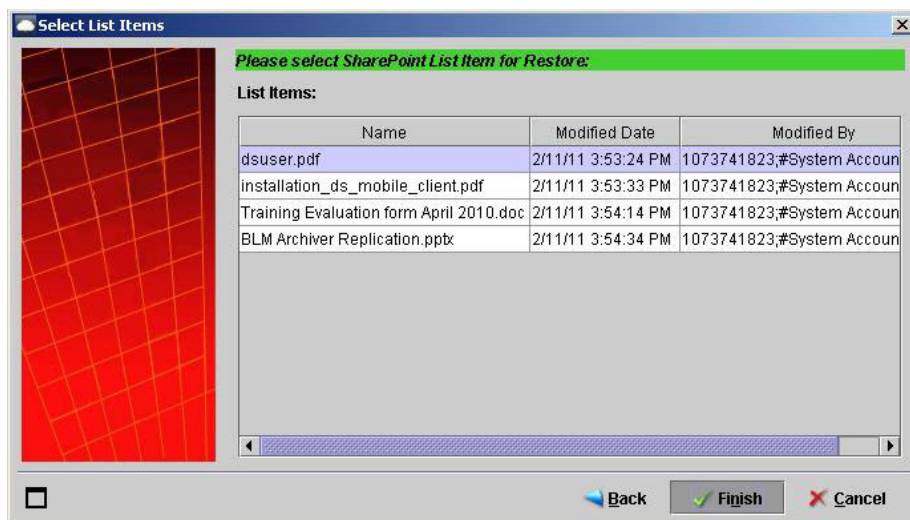 Select List Items
Please select SharePoint List Item for Restore:
List Items:
Name Modified Date Modified By
dsuser.pdf 2/11/11 3:53:24 PM 1073741823;#System Accoun
installation_ds_mobile_client.pdf 2/11/11 3:53:33 PM 1073741823;#System Accoun
Training Evaluation form April 2010.doc 2/11/11 3:54:14 PM 1073741823;#System Accoun
BLM Archiver Replication.pptx 2/11/11 3:54:34 PM 1073741823;#System Accoun
Back Finish Cancel